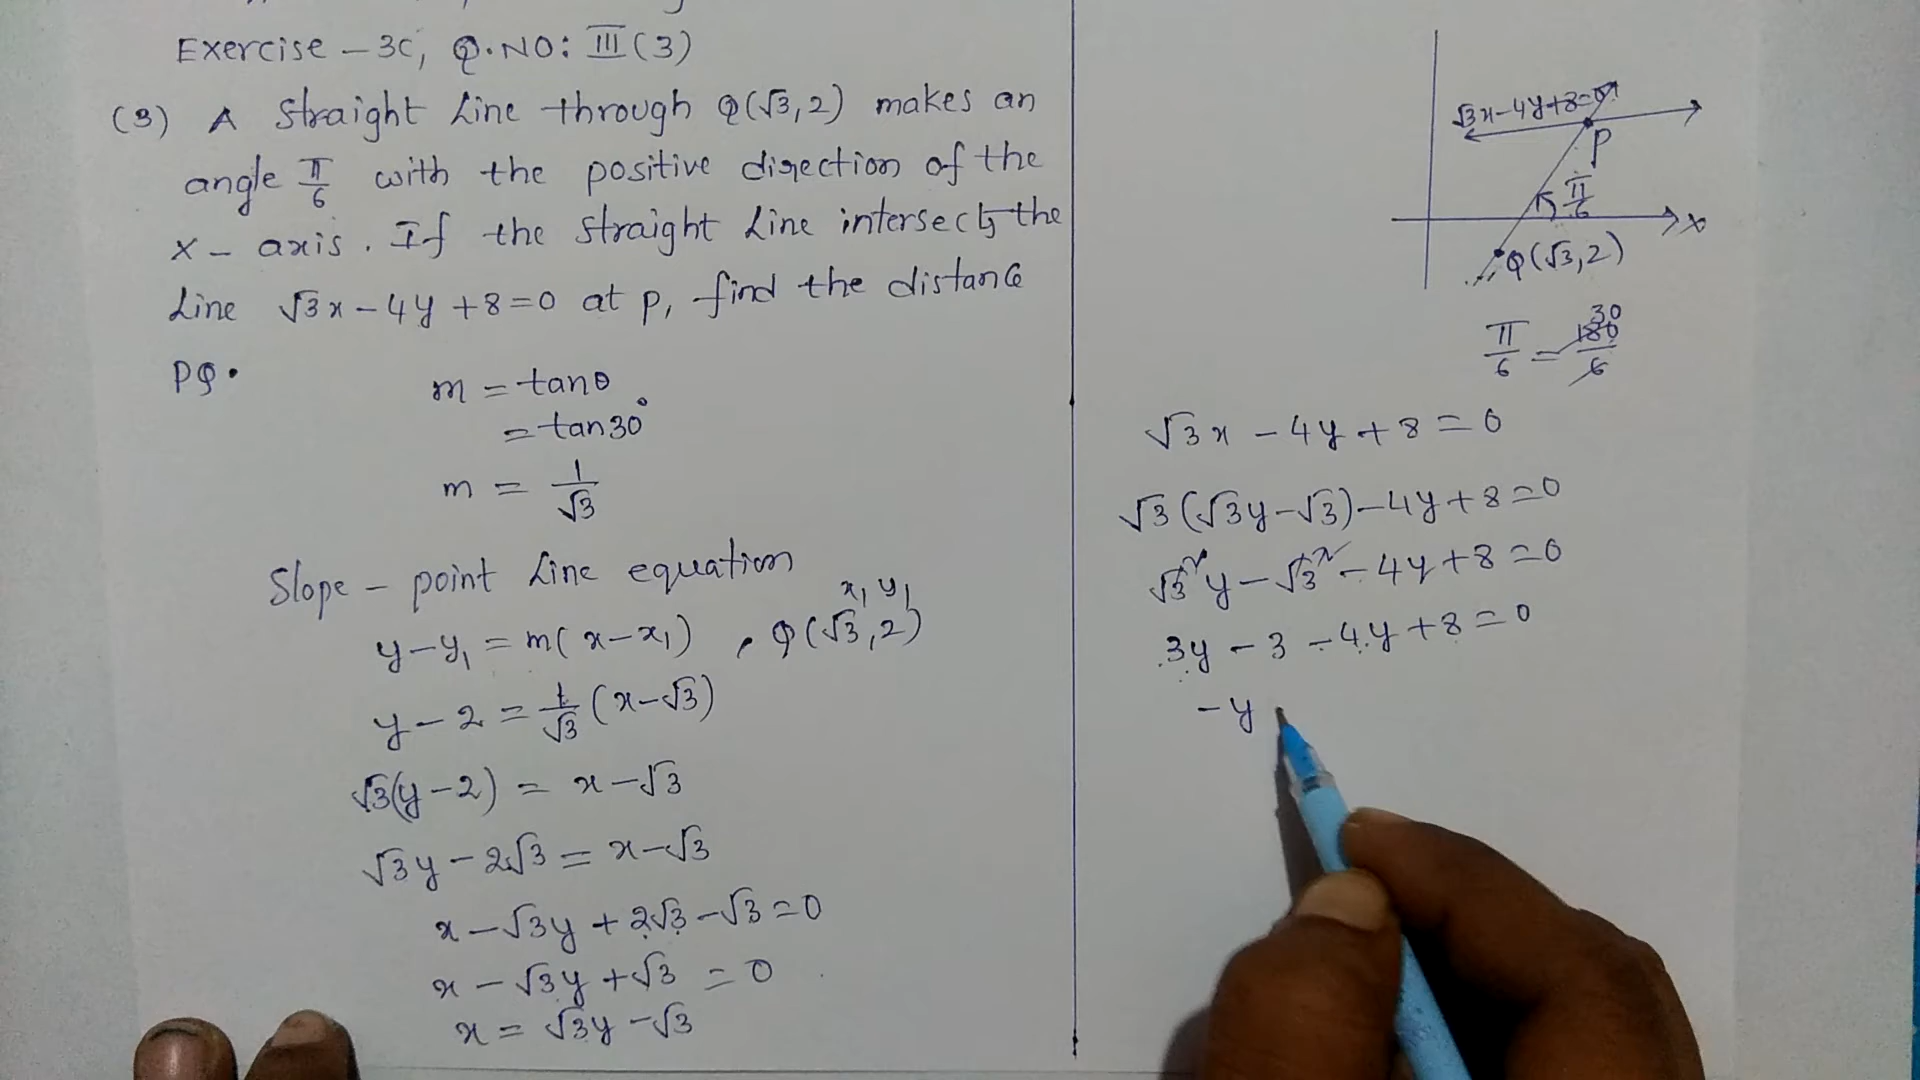 Exercise - 3C, Q.NO: III (3)
(3) A straight Line through Q(√3,2) makes an
angle π/6 with the positive direction of the
x - axis. If the straight Line intersects the
Line √3x - 4y + 8 = 0 at P, find the distance
PQ.
m = tanθ
= tan30°
m = 1/√3
Slope - point Line equation
y - y₁ = m(x - x₁) , Q(√3,2)
x₁ y₁
y - 2 = 1/√3 (x - √3)
√3(y - 2) = x - √3
√3y - 2√3 = x - √3
x - √3y + 2√3 - √3 = 0
x - √3y + √3 = 0
x = √3y - √3
√3x - 4y + 8 = 0
P
π/6
x
Q(√3,2)
π/6 = 180/6
30
√3x - 4y + 8 = 0
√3(√3y - √3) - 4y + 8 = 0
√3²y - √3² - 4y + 8 = 0
3y - 3 - 4y + 8 = 0
- y